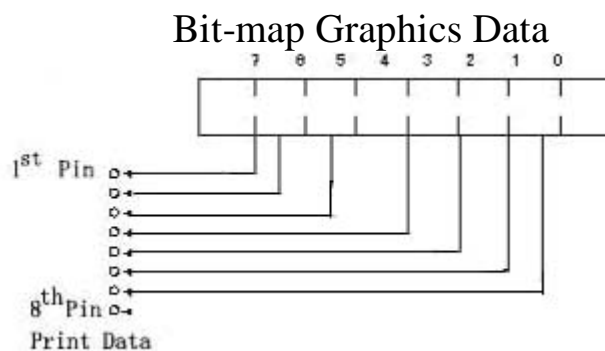 Bit-map Graphics Data
7 6 5 4 3 2 1 0
1st Pin
8thPin
Print Data